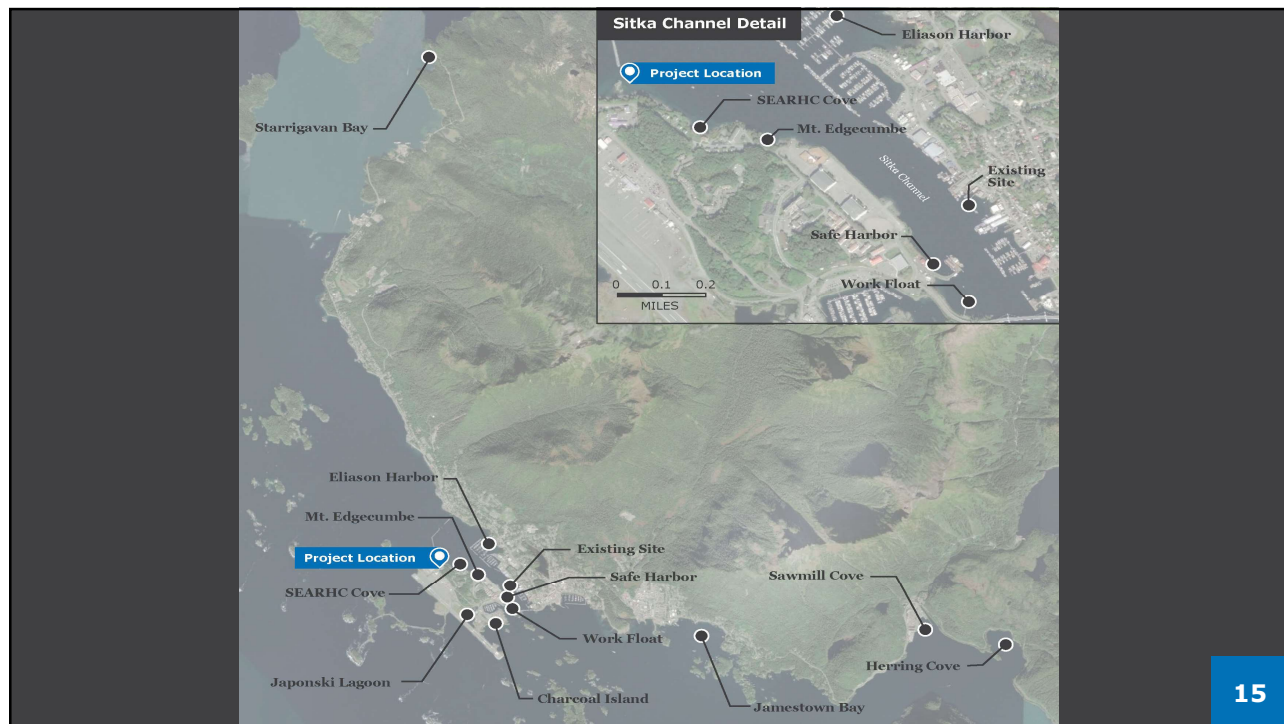 Sitka Channel Detail
Eliason Harbor
Project Location
SEARHC Cove
Mt. Edgecumbe
Sitka Channel
Existing
Site
Safe Harbor
Work Float
0 0.1 0.2
MILES
Starrigavan Bay
Eliason Harbor
Mt. Edgecumbe
Project Location
SEARHC Cove
Existing Site
Safe Harbor
Sawmill Cove
Work Float
Herring Cove
Japonski Lagoon
Charcoal Island
Jamestown Bay
15